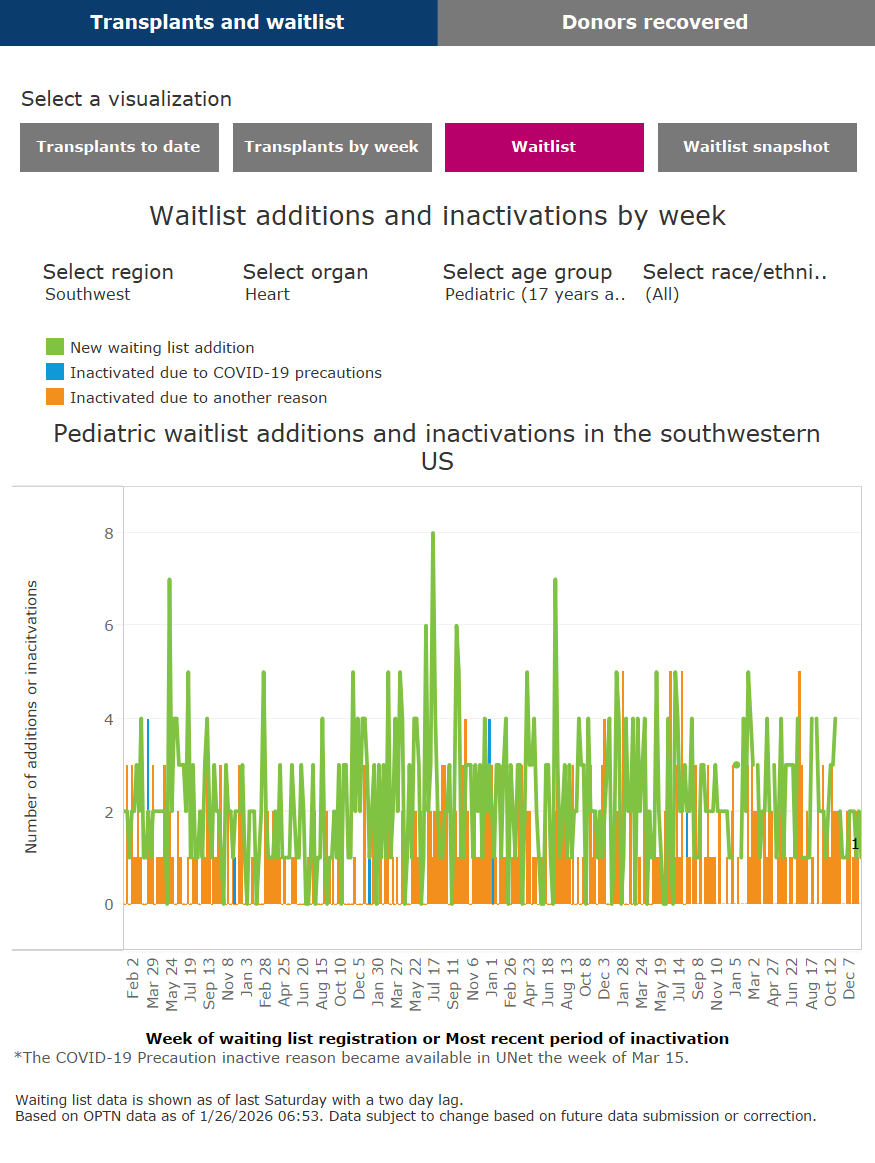 Transplants and waitlist
Donors recovered
Select a visualization
Transplants to date
Transplants by week
Waitlist
Waitlist snapshot
Waitlist additions and inactivations by week
Select region
Select organ
Select age group
Select race/ethni..
Southwest
Heart
Pediatric (17 years a..
(All)
New waiting list addition
Inactivated due to COVID-19 precautions
Inactivated due to another reason
Pediatric waitlist additions and inactivations in the southwestern
US
Number of additions or inacitvations
8
6
4
2
0
1
Feb 2
Mar 29
May 24
Jul 19
Sep 13
Nov 8
Jan 3
Feb 28
Apr 25
Jun 20
Aug 15
Oct 10
Dec 5
Jan 30
Mar 27
May 22
Jul 17
Sep 11
Nov 6
Jan 1
Feb 26
Apr 23
Jun 18
Aug 13
Oct 8
Dec 3
Jan 28
Mar 24
May 19
Jul 14
Sep 8
Nov 10
Jan 5
Mar 2
Apr 27
Jun 22
Aug 17
Oct 12
Dec 7
Week of waiting list registration or Most recent period of inactivation
*The COVID-19 Precaution inactive reason became available in UNet the week of Mar 15.
Waiting list data is shown as of last Saturday with a two day lag.
Based on OPTN data as of 1/26/2026 06:53. Data subject to change based on future data submission or correction.